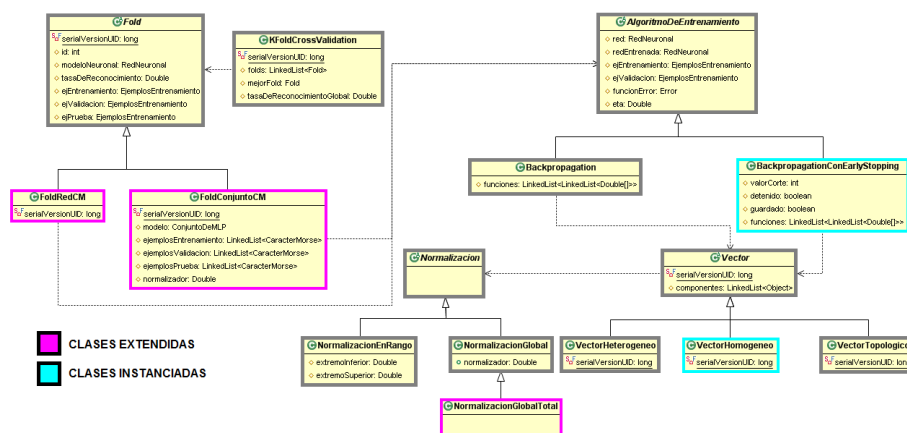 Fold
serialVersionUID: long
id: int
modeloNeuronal: RedNeuronal
tasaDeReconocimiento: Double
ejEntrenamiento: EjemplosEntrenamiento
ejValidacion: EjemplosEntrenamiento
ejPrueba: EjemplosEntrenamiento
KFoldCrossValidation
serialVersionUID: long
folds: LinkedList<Fold>
mejorFold: Fold
tasaDeReconocimientoGlobal: Double
AlgoritmoDeEntrenamiento
red: RedNeuronal
redEntrenada: RedNeuronal
ejEntrenamiento: EjemplosEntrenamiento
ejValidacion: EjemplosEntrenamiento
funcionError: Error
eta: Double
Backpropagation
funciones: LinkedList<LinkedList<Double[]>>
BackpropagationConEarlyStopping
valorCorte: int
detenido: boolean
guardado: boolean
funciones: LinkedList<LinkedList<Double[]>>
FoldRedCM
serialVersionUID: long
FoldConjuntoCM
serialVersionUID: long
modelo: ConjuntoDeMLP
ejemplosEntrenamiento: LinkedList<CaracterMorse>
ejemplosValidacion: LinkedList<CaracterMorse>
ejemplosPrueba: LinkedList<CaracterMorse>
normalizador: Double
Normalizacion
Vector
serialVersionUID: long
componentes: LinkedList<Object>
CLASES EXTENDIDAS
CLASES INSTANCIADAS
NormalizacionEnRango
extremoInferior: Double
extremoSuperior: Double
NormalizacionGlobal
normalizador: Double
VectorHeterogeneo
serialVersionUID: long
VectorHomogeneo
serialVersionUID: long
VectorTopologico
serialVersionUID: lon
NormalizacionGlobalTotal